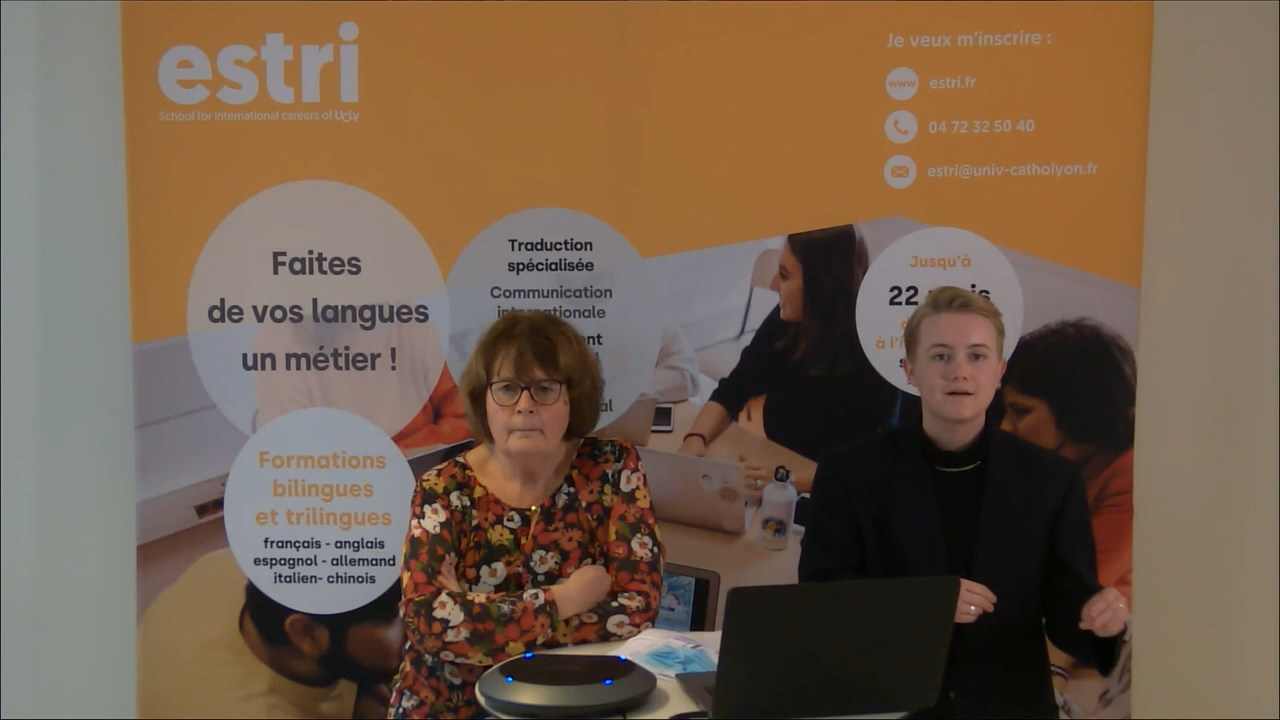 estri
School for international careers of UCLy
Je veux m'inscrire :
www estri.fr
04 72 32 50 40
estri@univ-catholyon.fr
Faites
de vos langues
un métier !
Traduction
spécialisée
Communication
internationale
Jusqu'à
22
Formations
bilingues
et trilingues
français - anglais
espagnol - allemand
italien- chinois